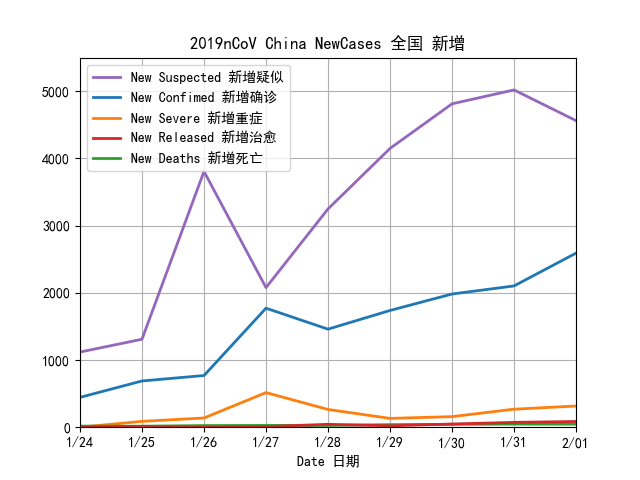 2019nCoV China NewCases 全国 新增
New Suspected 新增疑似
New Confimed 新增确诊
New Severe 新增重症
New Released 新增治愈
New Deaths 新增死亡
5000
4000
3000
2000
1000
0
1/24 1/25 1/26 1/27 1/28 1/29 1/30 1/31 2/01
Date 日期